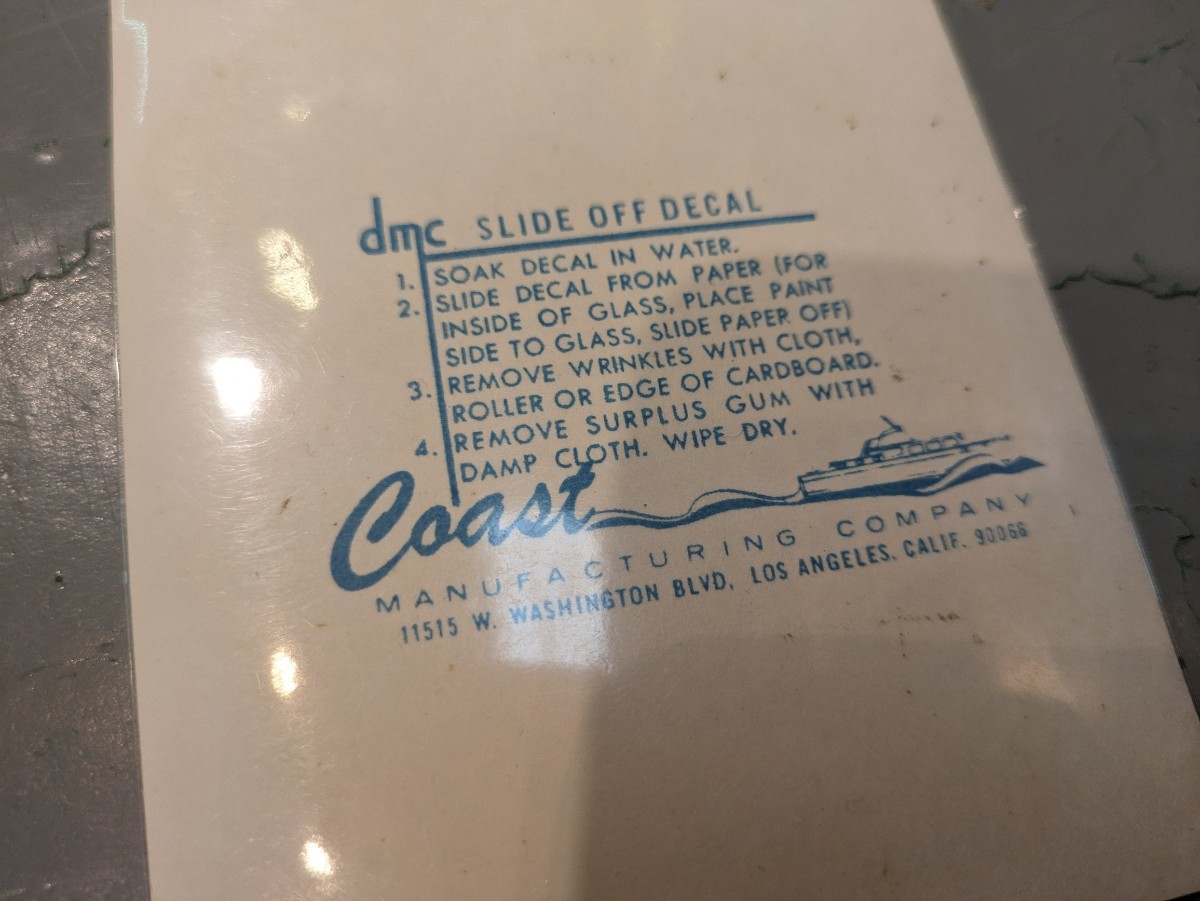 dmc SLIDE OFF DECAL
1. SOAK DECAL IN WATER.
2. SLIDE DECAL FROM PAPER (FOR
INSIDE OF GLASS, PLACE PAINT
SIDE TO GLASS, SLIDE PAPER OFF)
3. REMOVE WRINKLES WITH CLOTH,
ROLLER OR EDGE OF CARDBOARD.
4. REMOVE SURPLUS GUM WITH
DAMP CLOTH. WIPE DRY.
Coast
MANUFACTURING COMPANY
11515 W. WASHINGTON BLVD. LOS ANGELES. CALIF. 90066